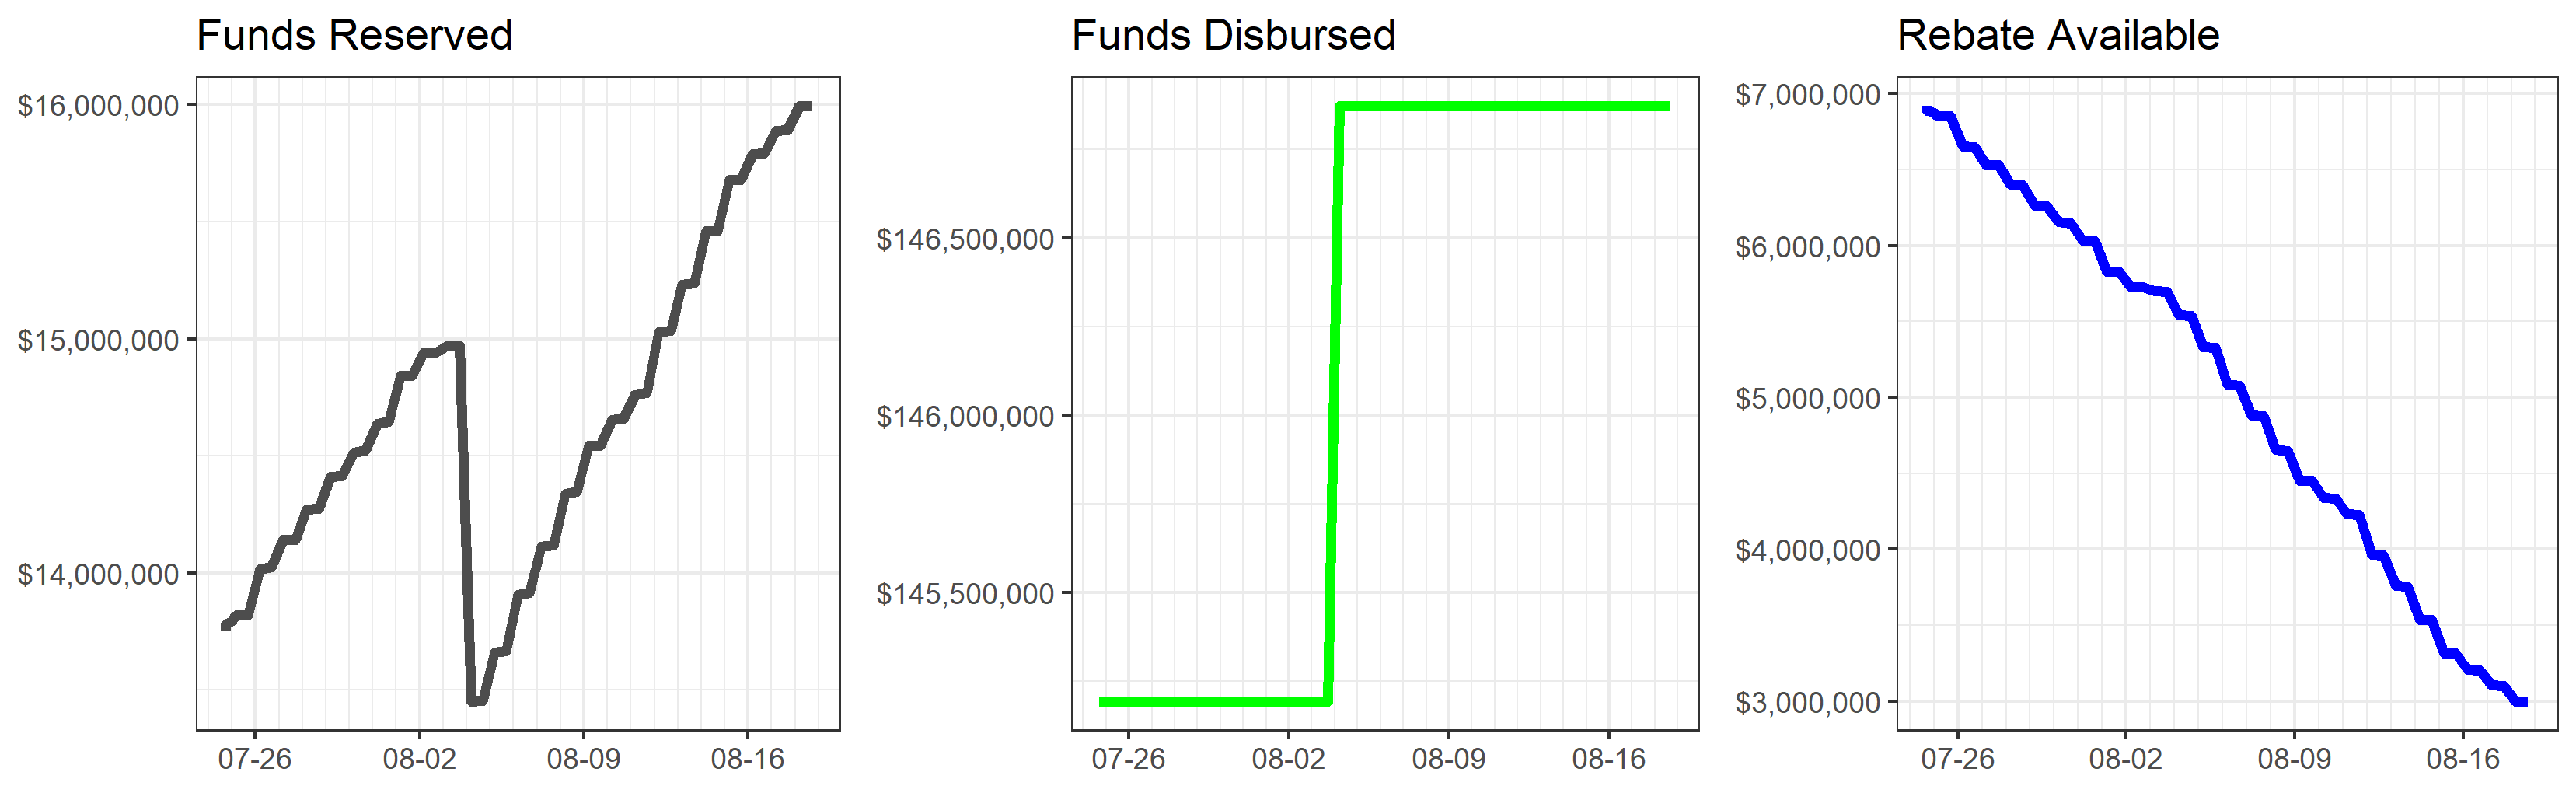 Funds Reserved
$16,000,000
$15,000,000
$14,000,000
07-26 08-02 08-09 08-16
Funds Disbursed
$146,500,000
$146,000,000
$145,500,000
07-26 08-02 08-09 08-16
Rebate Available
$7,000,000
$6,000,000
$5,000,000
$4,000,000
$3,000,000
07-26 08-02 08-09 08-16